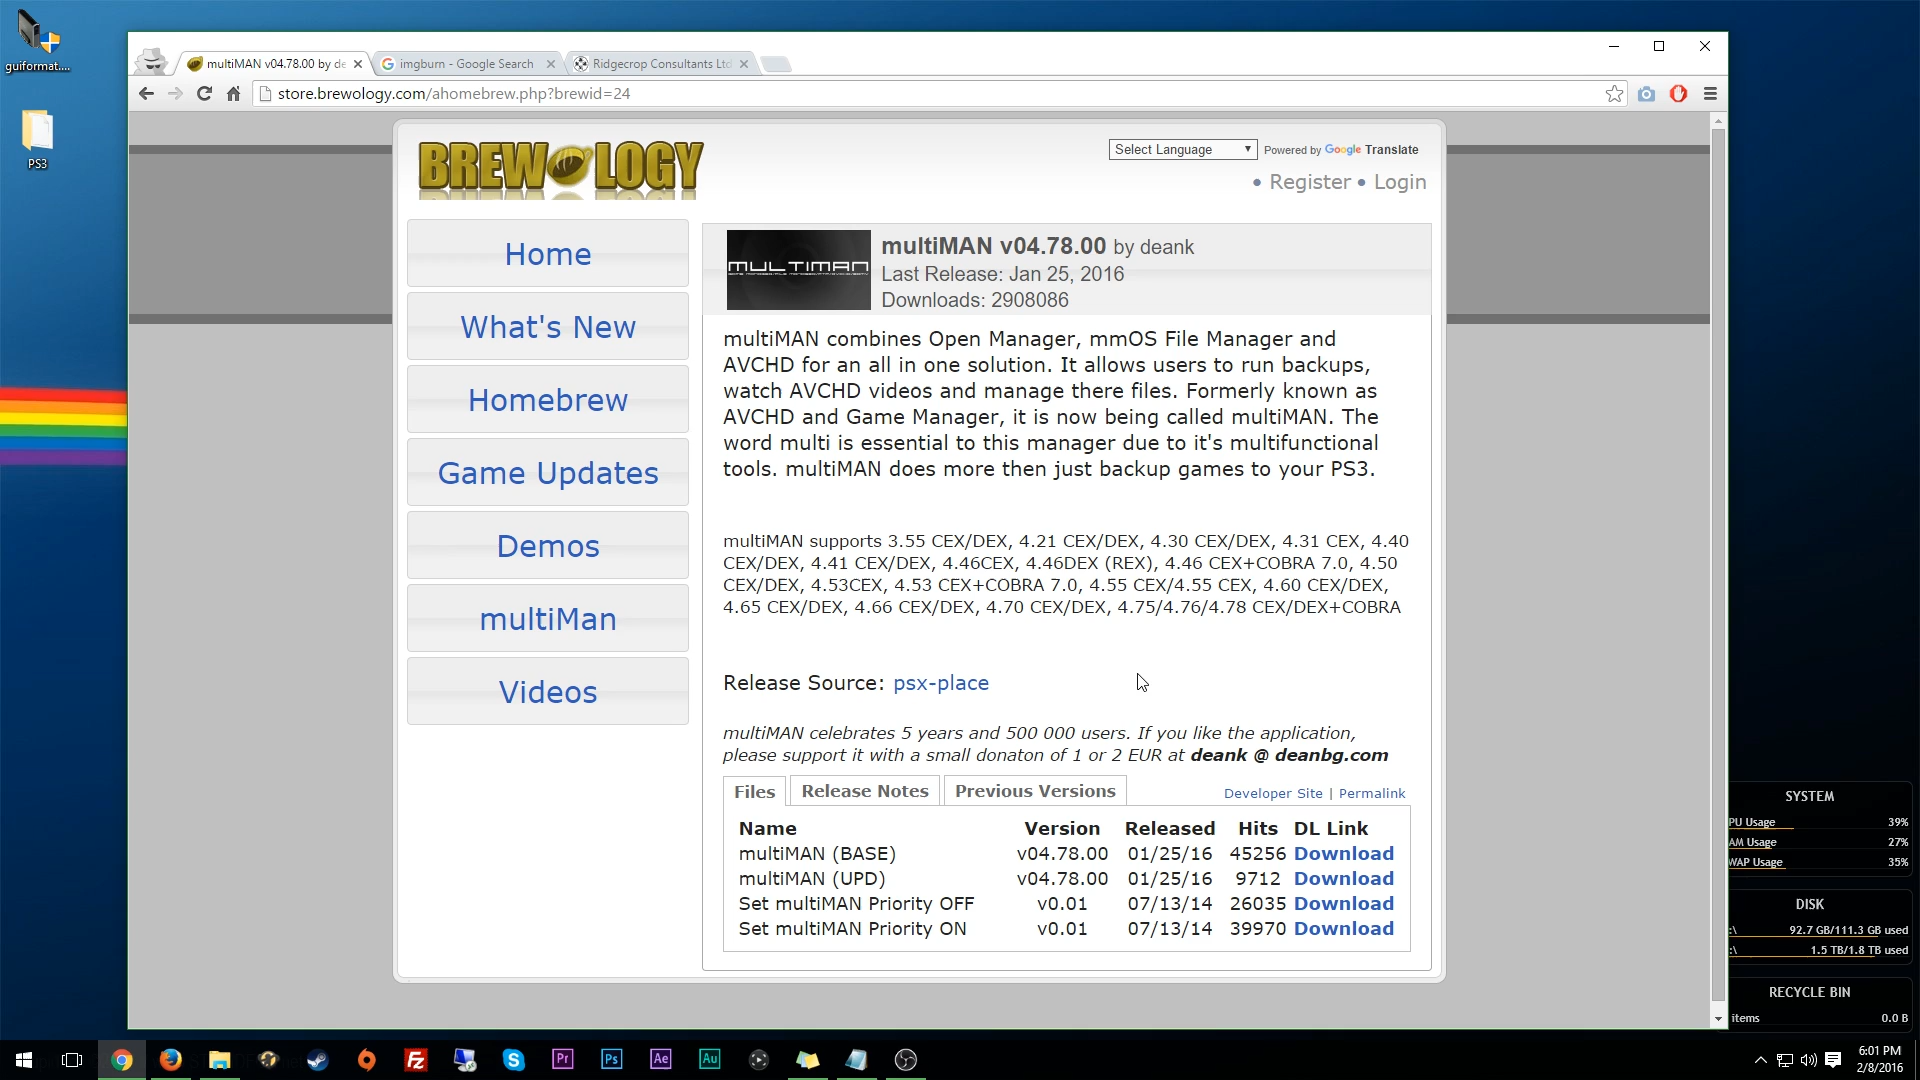 guiformat....
PS3
multiMAN v04.78.00 by de
imgburn - Google Search
Ridgecrop Consultants Ltd
store.brewology.com/ahomebrew.php?brewid=24
BREWOLOGY
Select Language
Powered by Google Translate
• Register • Login
Home
What's New
Homebrew
Game Updates
Demos
multiMan
Videos
MULTIMAN
multiMAN v04.78.00 by deank
Last Release: Jan 25, 2016
Downloads: 2908086
multiMAN combines Open Manager, mmOS File Manager and
AVCHD for an all in one solution. It allows users to run backups,
watch AVCHD videos and manage there files. Formerly known as
AVCHD and Game Manager, it is now being called multiMAN. The
word multi is essential to this manager due to it's multifunctional
tools. multiMAN does more then just backup games to your PS3.
multiMAN supports 3.55 CEX/DEX, 4.21 CEX/DEX, 4.30 CEX/DEX, 4.31 CEX, 4.40
CEX/DEX, 4.41 CEX/DEX, 4.46CEX, 4.46DEX (REX), 4.46 CEX+COBRA 7.0, 4.50
CEX/DEX, 4.53CEX, 4.53 CEX+COBRA 7.0, 4.55 CEX/4.55 CEX, 4.60 CEX/DEX,
4.65 CEX/DEX, 4.66 CEX/DEX, 4.70 CEX/DEX, 4.75/4.76/4.78 CEX/DEX+COBRA
Release Source: psx-place
multiMAN celebrates 5 years and 500 000 users. If you like the application,
please support it with a small donaton of 1 or 2 EUR at deank @ deanbg.com
Files Release Notes Previous Versions Developer Site | Permalink
Name Version Released Hits DL Link
multiMAN (BASE) v04.78.00 01/25/16 45256 Download
multiMAN (UPD) v04.78.00 01/25/16 9712 Download
Set multiMAN Priority OFF v0.01 07/13/14 26035 Download
Set multiMAN Priority ON v0.01 07/13/14 39970 Download
SYSTEM
PU Usage 39%
AM Usage 27%
WAP Usage 35%
DISK
:\ 92.7 GB/111.3 GB used
:\ 1.5 TB/1.8 TB used
RECYCLE BIN
items 0.0 B
Pr
Ps
Ae
Au
6:01 PM
2/8/2016